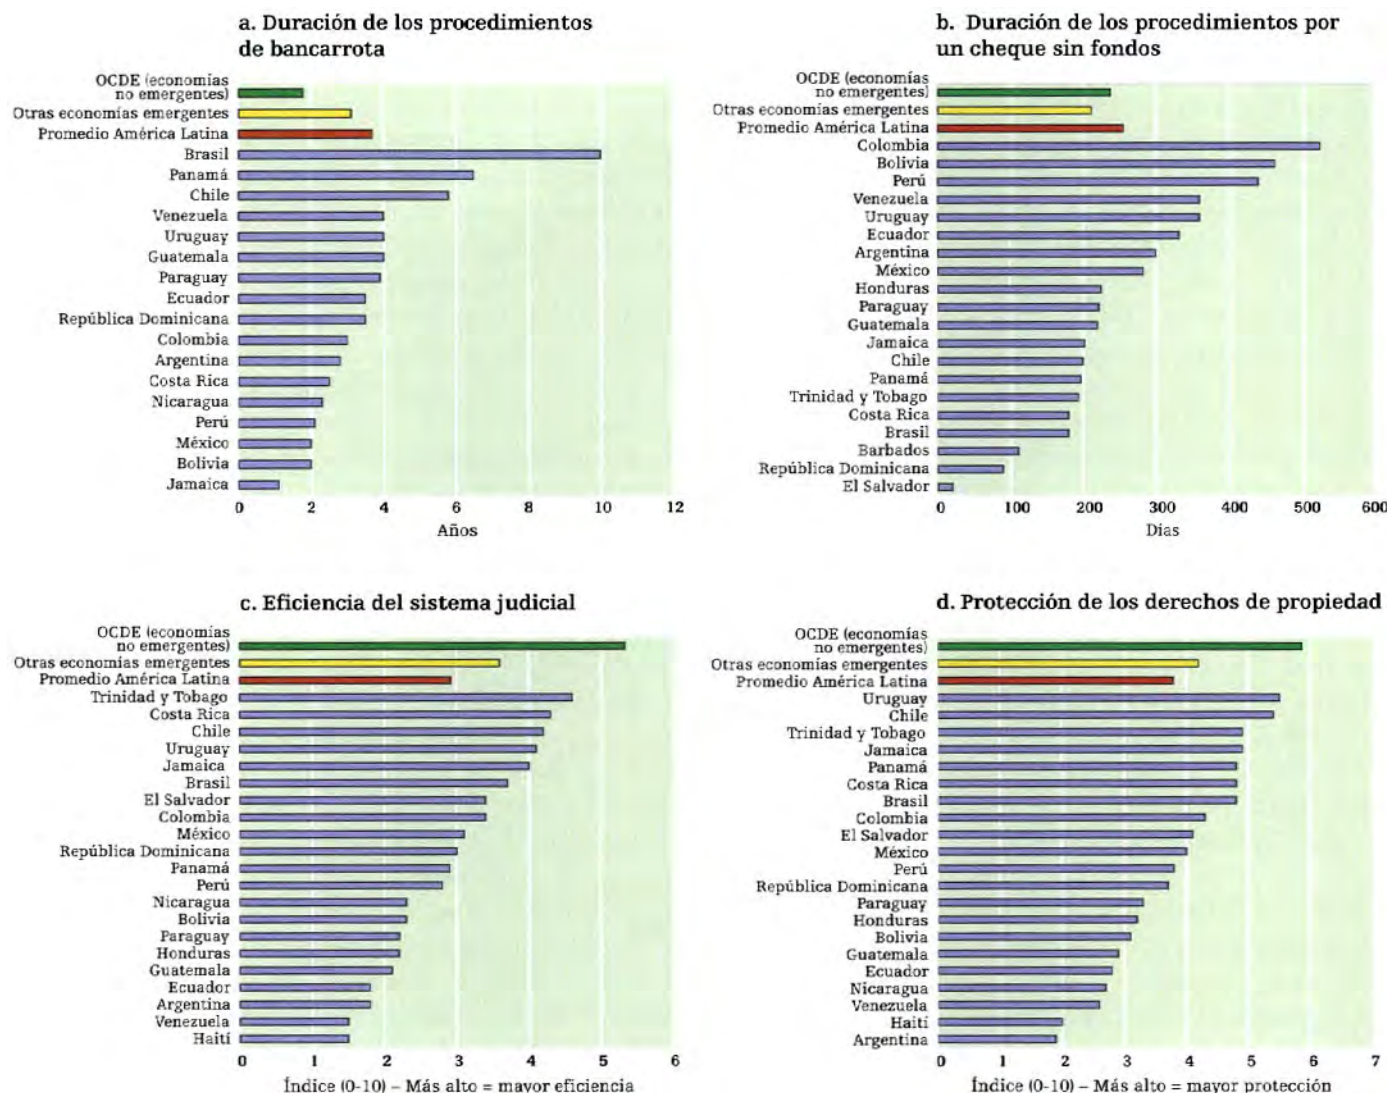 a. Duración de los procedimientos
de bancarrota
OCDE (economías
no emergentes)
Otras economías emergentes
Promedio América Latina
Brasil
Panamá
Chile
Venezuela
Uruguay
Guatemala
Paraguay
Ecuador
República Dominicana
Colombia
Argentina
Costa Rica
Nicaragua
Perú
México
Bolivia
Jamaica
0 2 4 6 8 10 12
Años
b. Duración de los procedimientos por
un cheque sin fondos
OCDE (economías
no emergentes)
Otras economías emergentes
Promedio América Latina
Colombia
Bolivia
Perú
Venezuela
Uruguay
Ecuador
Argentina
México
Honduras
Paraguay
Guatemala
Jamaica
Chile
Panamá
Trinidad y Tobago
Costa Rica
Brasil
Barbados
República Dominicana
El Salvador
0 100 200 300 400 500 600
Dias
c. Eficiencia del sistema judicial
OCDE (economías
no emergentes)
Otras economías emergentes
Promedio América Latina
Trinidad y Tobago
Costa Rica
Chile
Uruguay
Jamaica
Brasil
El Salvador
Colombia
México
República Dominicana
Panamá
Perú
Nicaragua
Bolivia
Paraguay
Honduras
Guatemala
Ecuador
Argentina
Venezuela
Haití
0 1 2 3 4 5 6
Índice (0-10) – Más alto = mayor eficiencia
d. Protección de los derechos de propiedad
OCDE (economías
no emergentes)
Otras economías emergentes
Promedio América Latina
Uruguay
Chile
Trinidad y Tobago
Jamaica
Panamá
Costa Rica
Brasil
Colombia
El Salvador
México
Perú
República Dominicana
Paraguay
Honduras
Bolivia
Guatemala
Ecuador
Nicaragua
Venezuela
Haití
Argentina
0 1 2 3 4 5 6 7
Índice (0-10) – Más alto = mayor protección